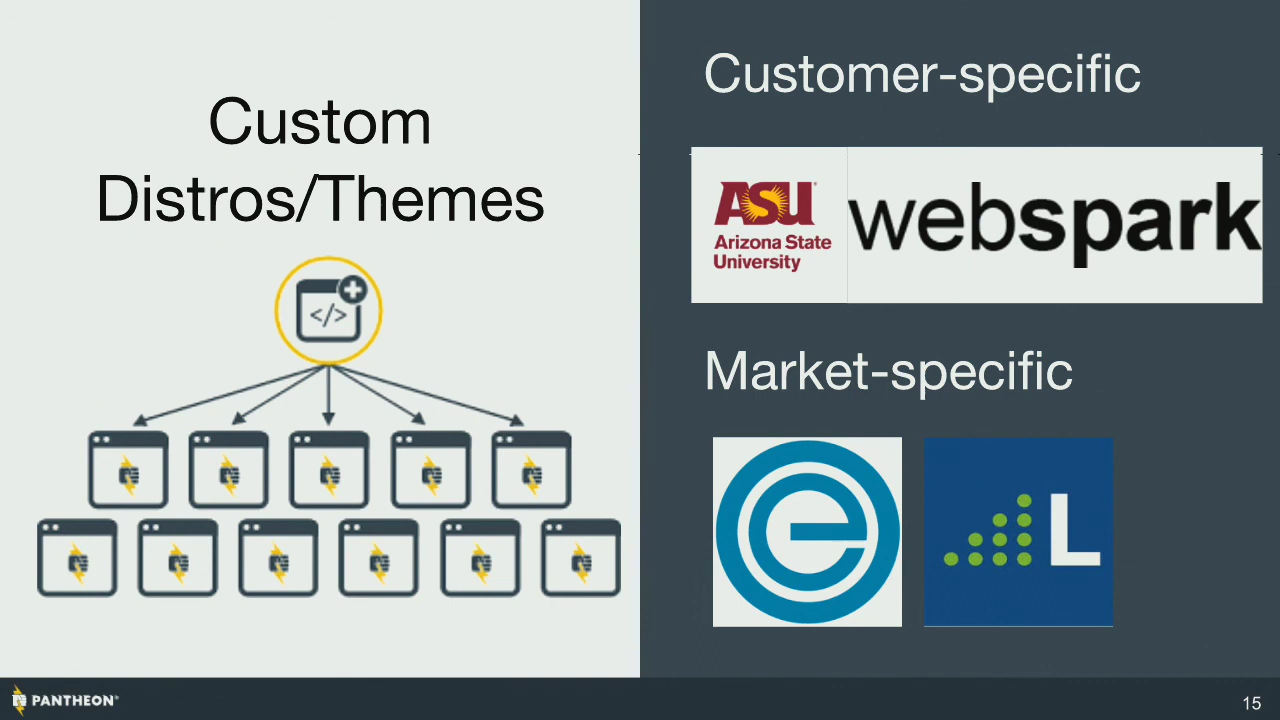 Custom
Distros/Themes
</>
Customer-specific
ASU
Arizona State
University
webspark
Market-specific
e
L
PANTHEON
15